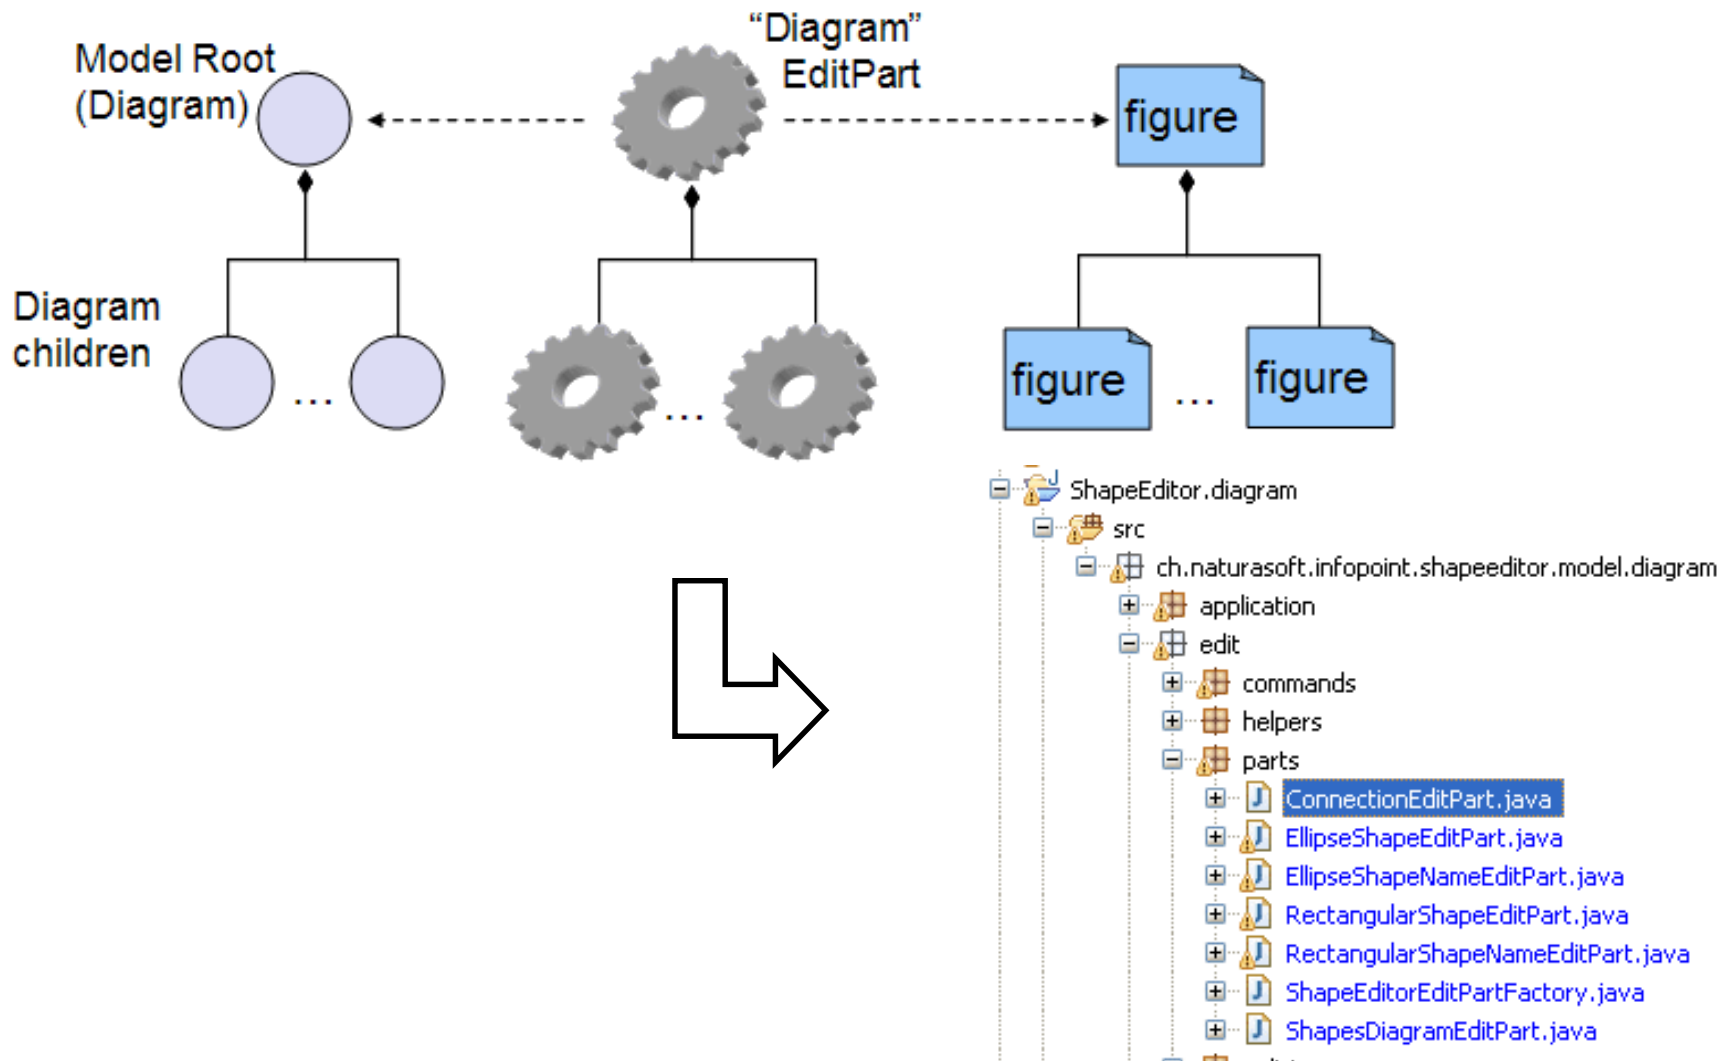 “Diagram”
EditPart
Model Root
(Diagram)
figure
Diagram
children
...
...
figure
...
figure
ShapeEditor.diagram
src
ch.naturasoft.infopoint.shapeeditor.model.diagram
application
edit
commands
helpers
parts
ConnectionEditPart.java
EllipseShapeEditPart.java
EllipseShapeNameEditPart.java
RectangularShapeEditPart.java
RectangularShapeNameEditPart.java
ShapeEditorEditPartFactory.java
ShapesDiagramEditPart.java